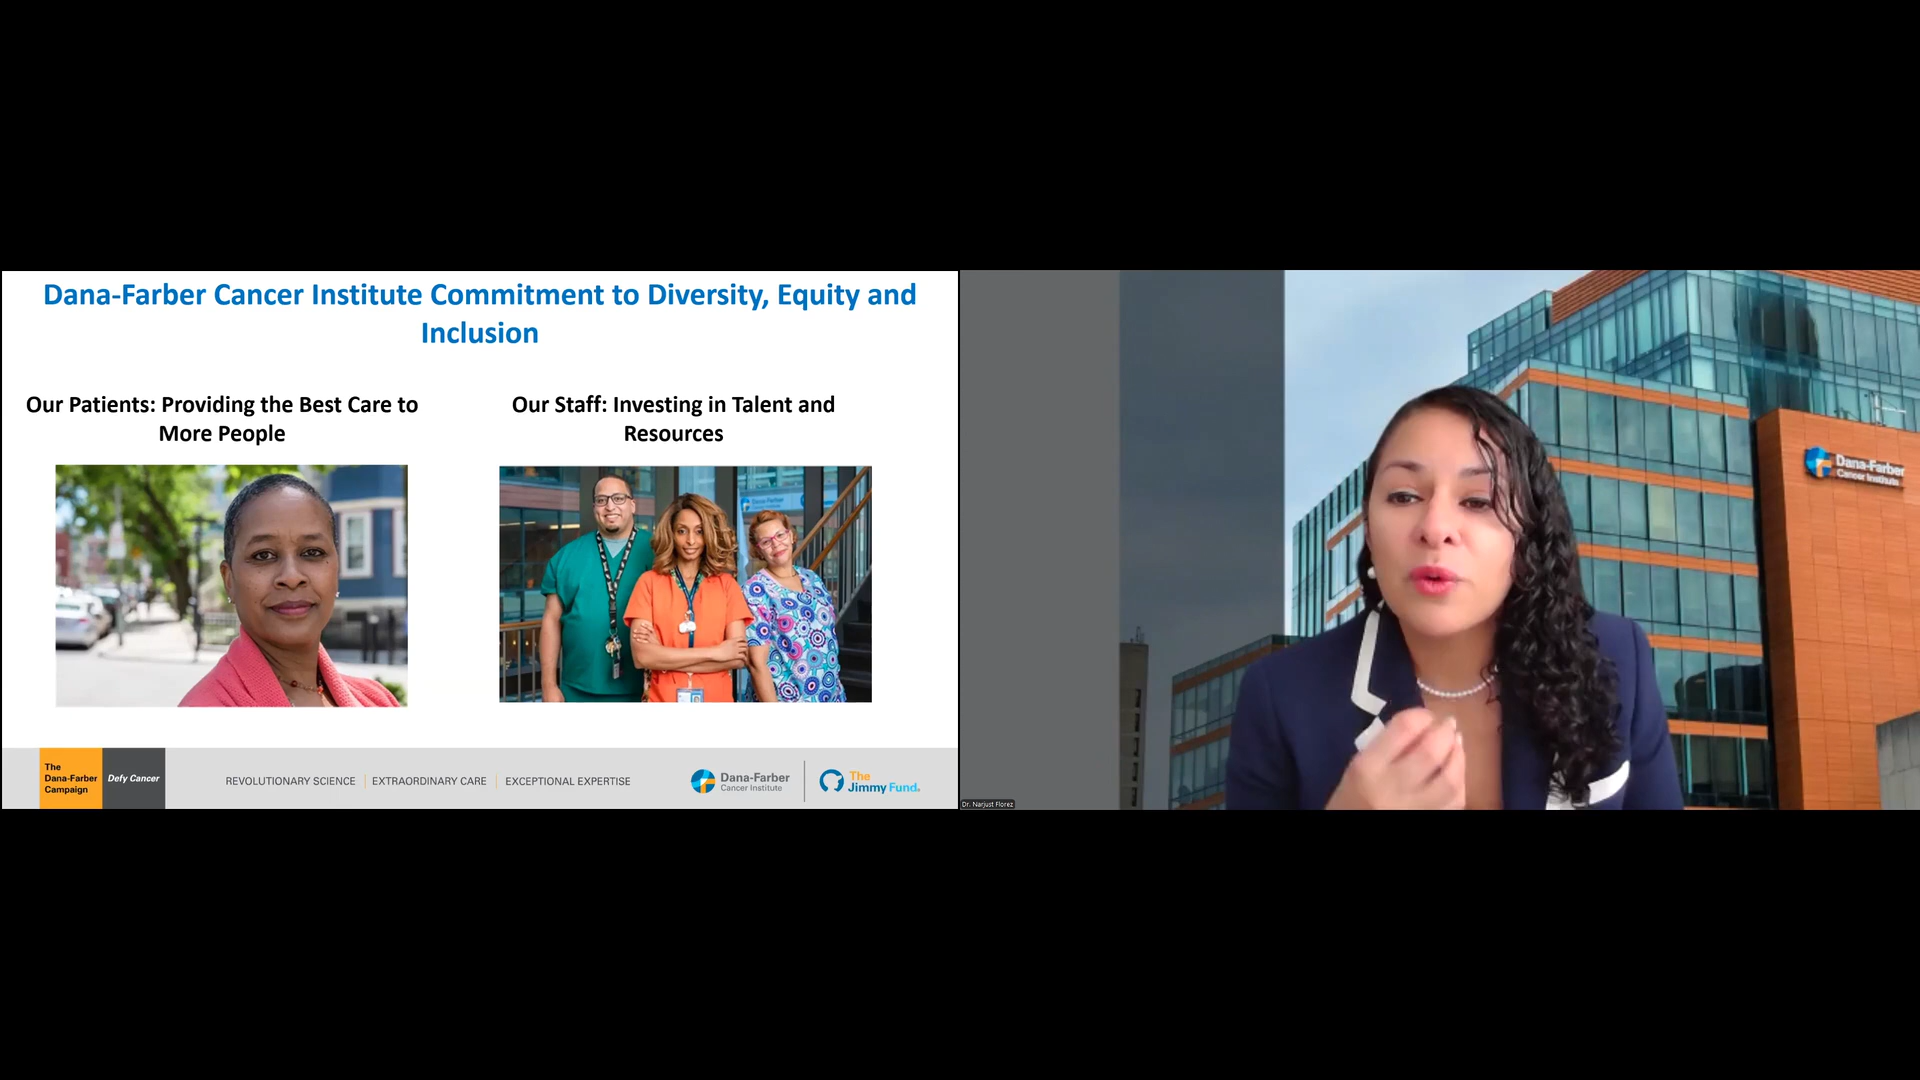 Dana-Farber Cancer Institute Commitment to Diversity, Equity and
Inclusion
Our Patients: Providing the Best Care to
More People
Our Staff: Investing in Talent and
Resources
The
Dana-Farber
Campaign
Defy Cancer
REVOLUTIONARY SCIENCE
EXTRAORDINARY CARE
EXCEPTIONAL EXPERTISE
Dana-Farber
Cancer Institute
The
Jimmy Fund.
Dana-Farber
Cancer Institute
Dr. Narjust Florez